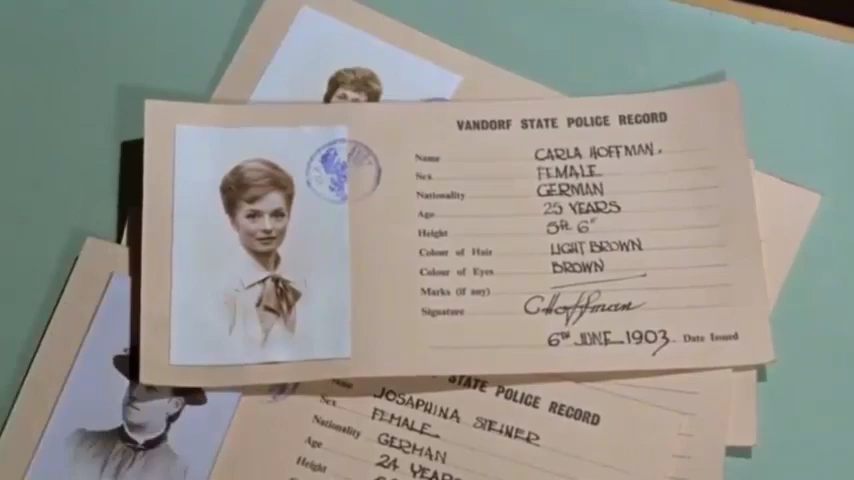 VANDORF STATE POLICE RECORD
Name CARLA HOFFMAN.
Sex FEMALE
Nationality GERMAN
Age 25 YEARS
Height 5ft 6"
Colour of Hair LIGHT BROWN
Colour of Eyes BROWN
Marks (if any)
Signature CHoffman
6TH JUNE 1903 Date Issued
STATE POLICE RECORD
Name JOSAPHINA STEINER
Sex FEMALE
Nationality GERMAN
Age 24 YEARS
Height